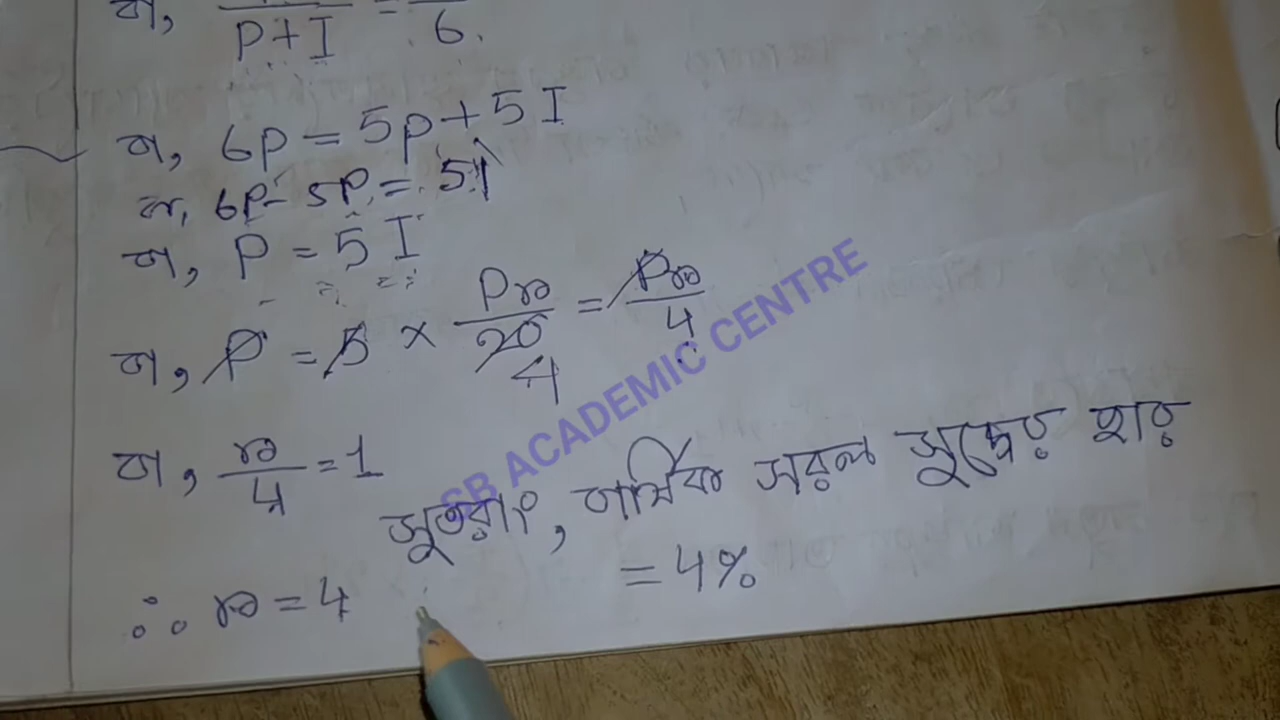 বা, P+I = 6
বা, 6P = 5P + 5I
বা, 6P - 5P = 5I
বা, P = 5I
বা, P = 5 × Pr/20 = Pr/4
4
বা, r/4 = 1
সুতরাং, বার্ষিক সরল সুদের হার
= 4%
∴ r = 4
SB ACADEMIC CENTRE